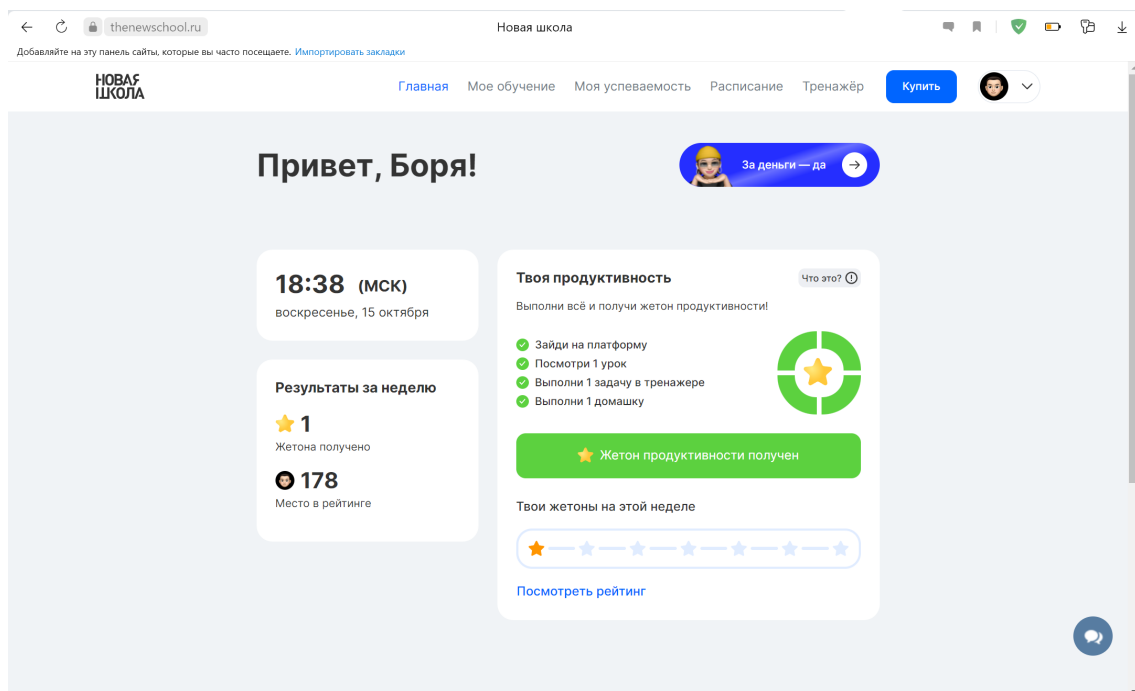 thenewschool.ru
Новая школа
Добавляйте на эту панель сайты, которые вы часто посещаете. Импортировать закладки
НОВАЯ
ШКОЛА
Главная Мое обучение Моя успеваемость Расписание Тренажёр Купить
Привет, Боря!
За деньги — да
18:38 (МСК)
воскресенье, 15 октября
Результаты за неделю
1
Жетона получено
178
Место в рейтинге
Твоя продуктивность
Что это?
Выполни всё и получи жетон продуктивности!
Зайди на платформу
Посмотри 1 урок
Выполни 1 задачу в тренажере
Выполни 1 домашку
Жетон продуктивности получен
Твои жетоны на этой неделе
Посмотреть рейтинг